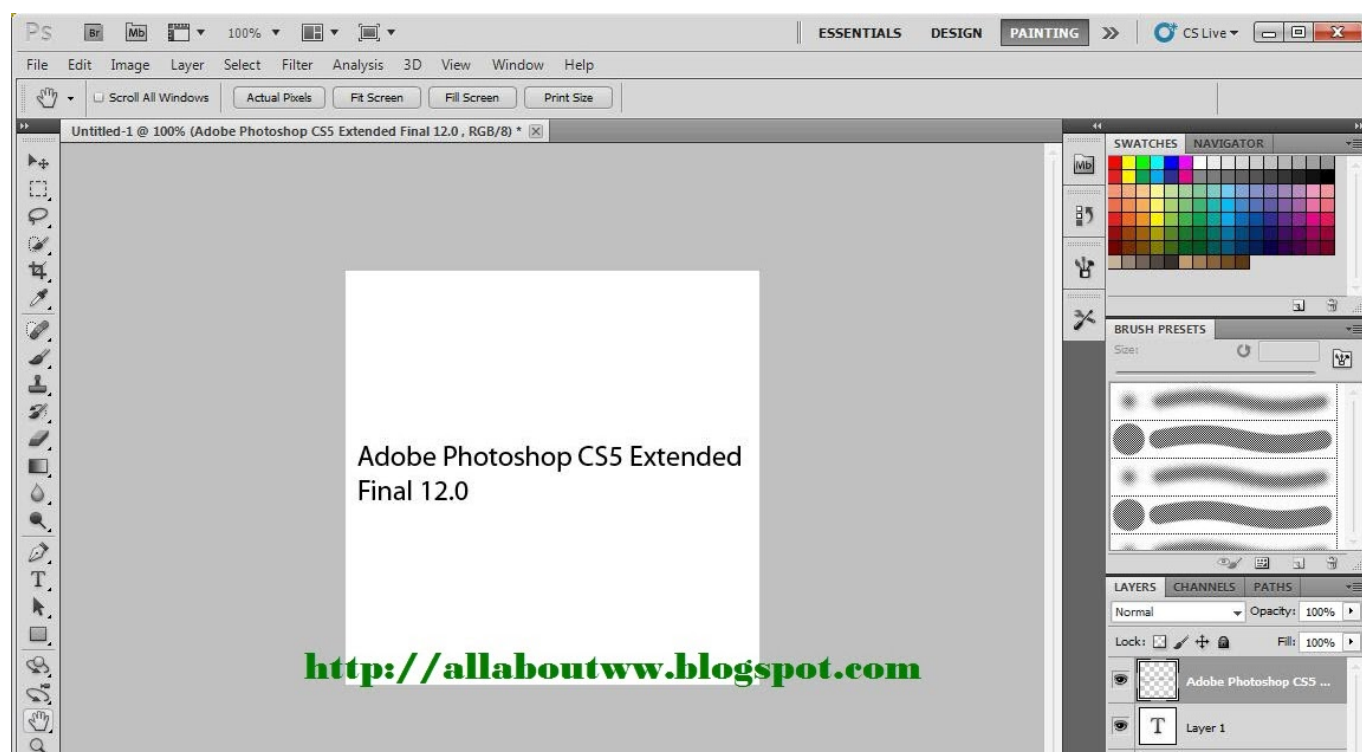 Ps Br Mb 100% ESSENTIALS DESIGN PAINTING CS Live
File Edit Image Layer Select Filter Analysis 3D View Window Help
Scroll All Windows Actual Pixels Fit Screen Fill Screen Print Size
Untitled-1 @ 100% (Adobe Photoshop CS5 Extended Final 12.0 , RGB/8) *
Mb
SWATCHES NAVIGATOR
BRUSH PRESETS
Size:
Adobe Photoshop CS5 Extended
Final 12.0
http://allaboutww.blogspot.com
LAYERS CHANNELS PATHS
Normal Opacity: 100%
Lock: Fill: 100%
Adobe Photoshop CS5 ...
T Layer 1
T